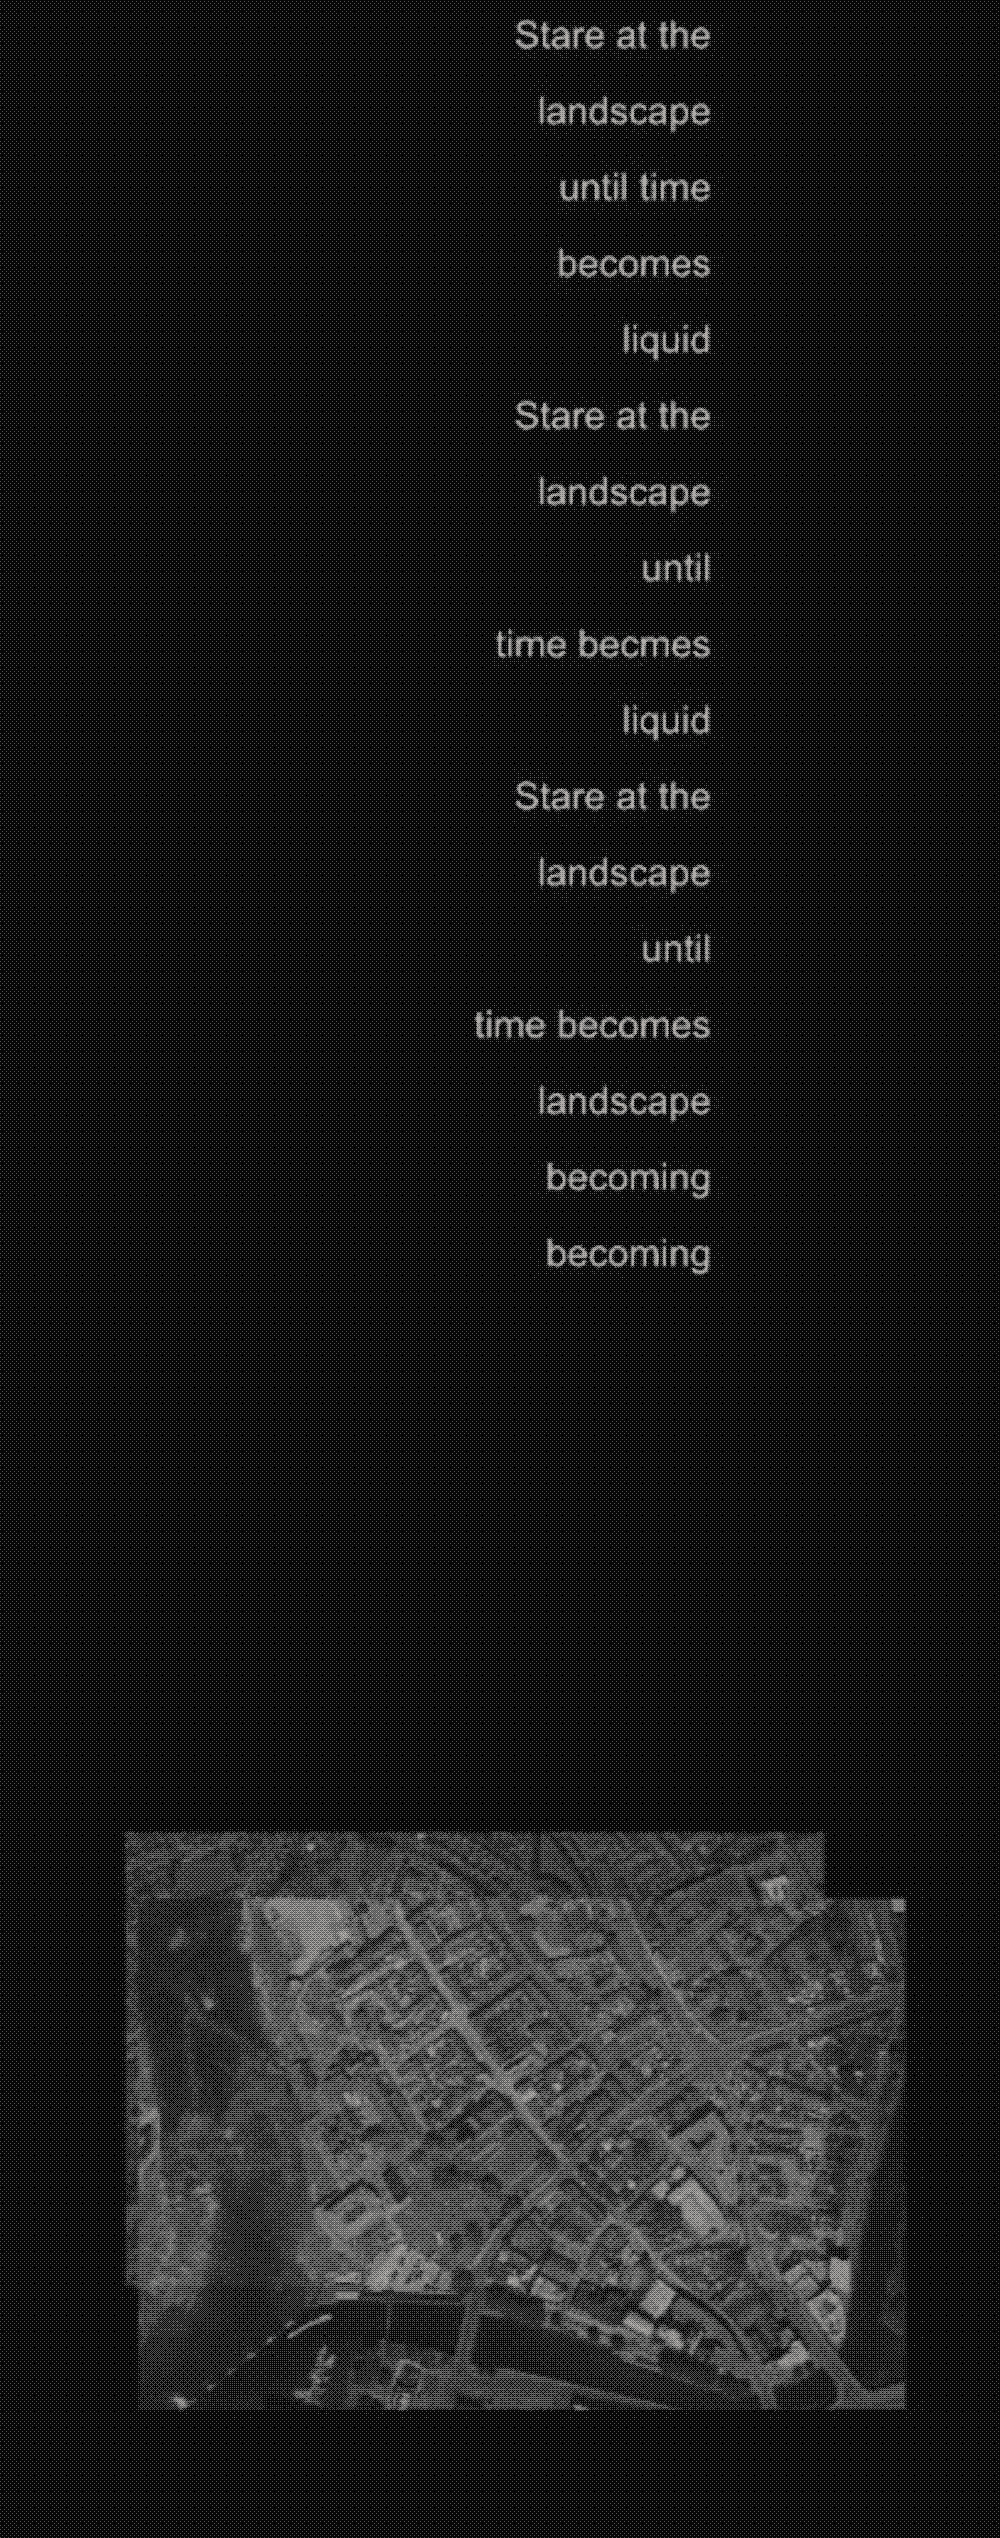 Stare at the
landscape
until time
becomes
liquid
Stare at the
landscape
until
time becmes
liquid
Stare at the
landscape
until
time becomes
landscape
becoming
becoming